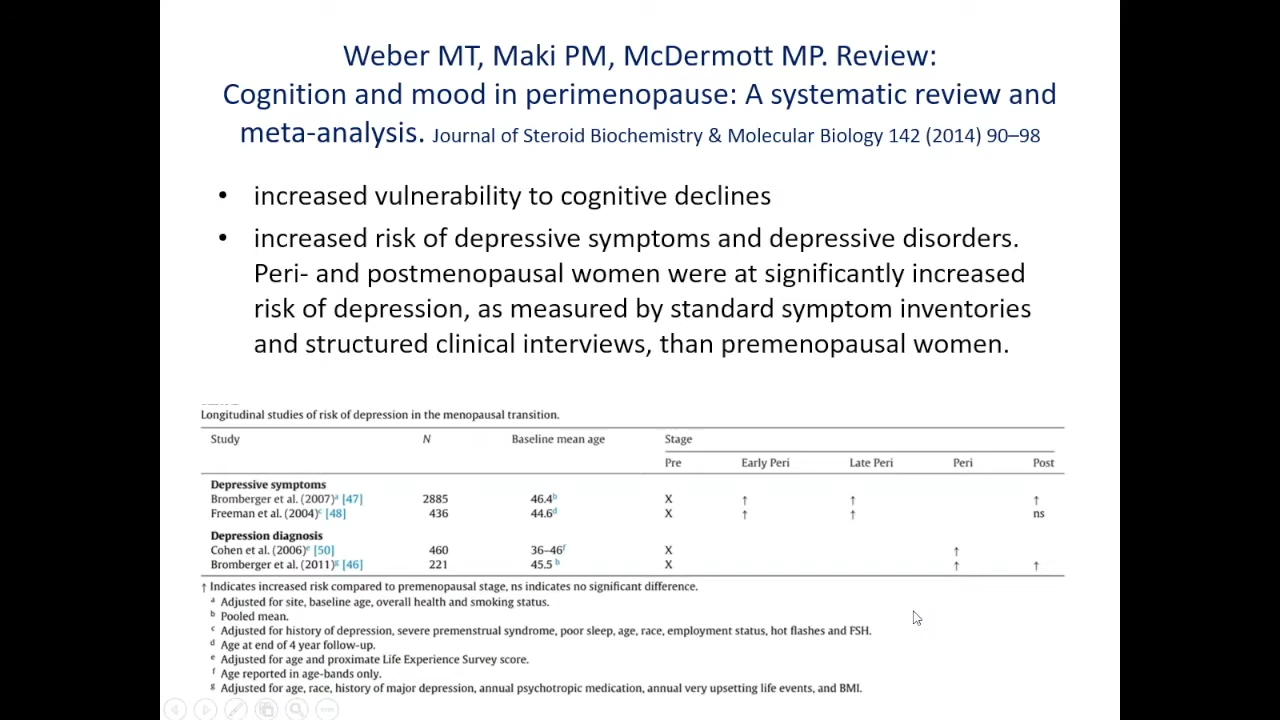 Weber MT, Maki PM, McDermott MP. Review:
Cognition and mood in perimenopause: A systematic review and
meta-analysis. Journal of Steroid Biochemistry & Molecular Biology 142 (2014) 90–98
• increased vulnerability to cognitive declines
• increased risk of depressive symptoms and depressive disorders.
Peri- and postmenopausal women were at significantly increased
risk of depression, as measured by standard symptom inventories
and structured clinical interviews, than premenopausal women.
Longitudinal studies of risk of depression in the menopausal transition.
Study N Baseline mean age Stage
Pre Early Peri Late Peri Peri Post
Depressive symptoms
Bromberger et al. (2007)a [47] 2885 46.4b X ↑ ↑ ↑
Freeman et al. (2004)c [48] 436 44.6d X ↑ ↑ ns
Depression diagnosis
Cohen et al. (2006)e [50] 460 36–46f X ↑
Bromberger et al. (2011)g [46] 221 45.5 b X ↑ ↑
↑ Indicates increased risk compared to premenopausal stage, ns indicates no significant difference.
a Adjusted for site, baseline age, overall health and smoking status.
b Pooled mean.
c Adjusted for history of depression, severe premenstrual syndrome, poor sleep, age, race, employment status, hot flashes and FSH.
d Age at end of 4 year follow-up.
e Adjusted for age and proximate Life Experience Survey score.
f Age reported in age-bands only.
g Adjusted for age, race, history of major depression, annual psychotropic medication, annual very upsetting life events, and BMI.